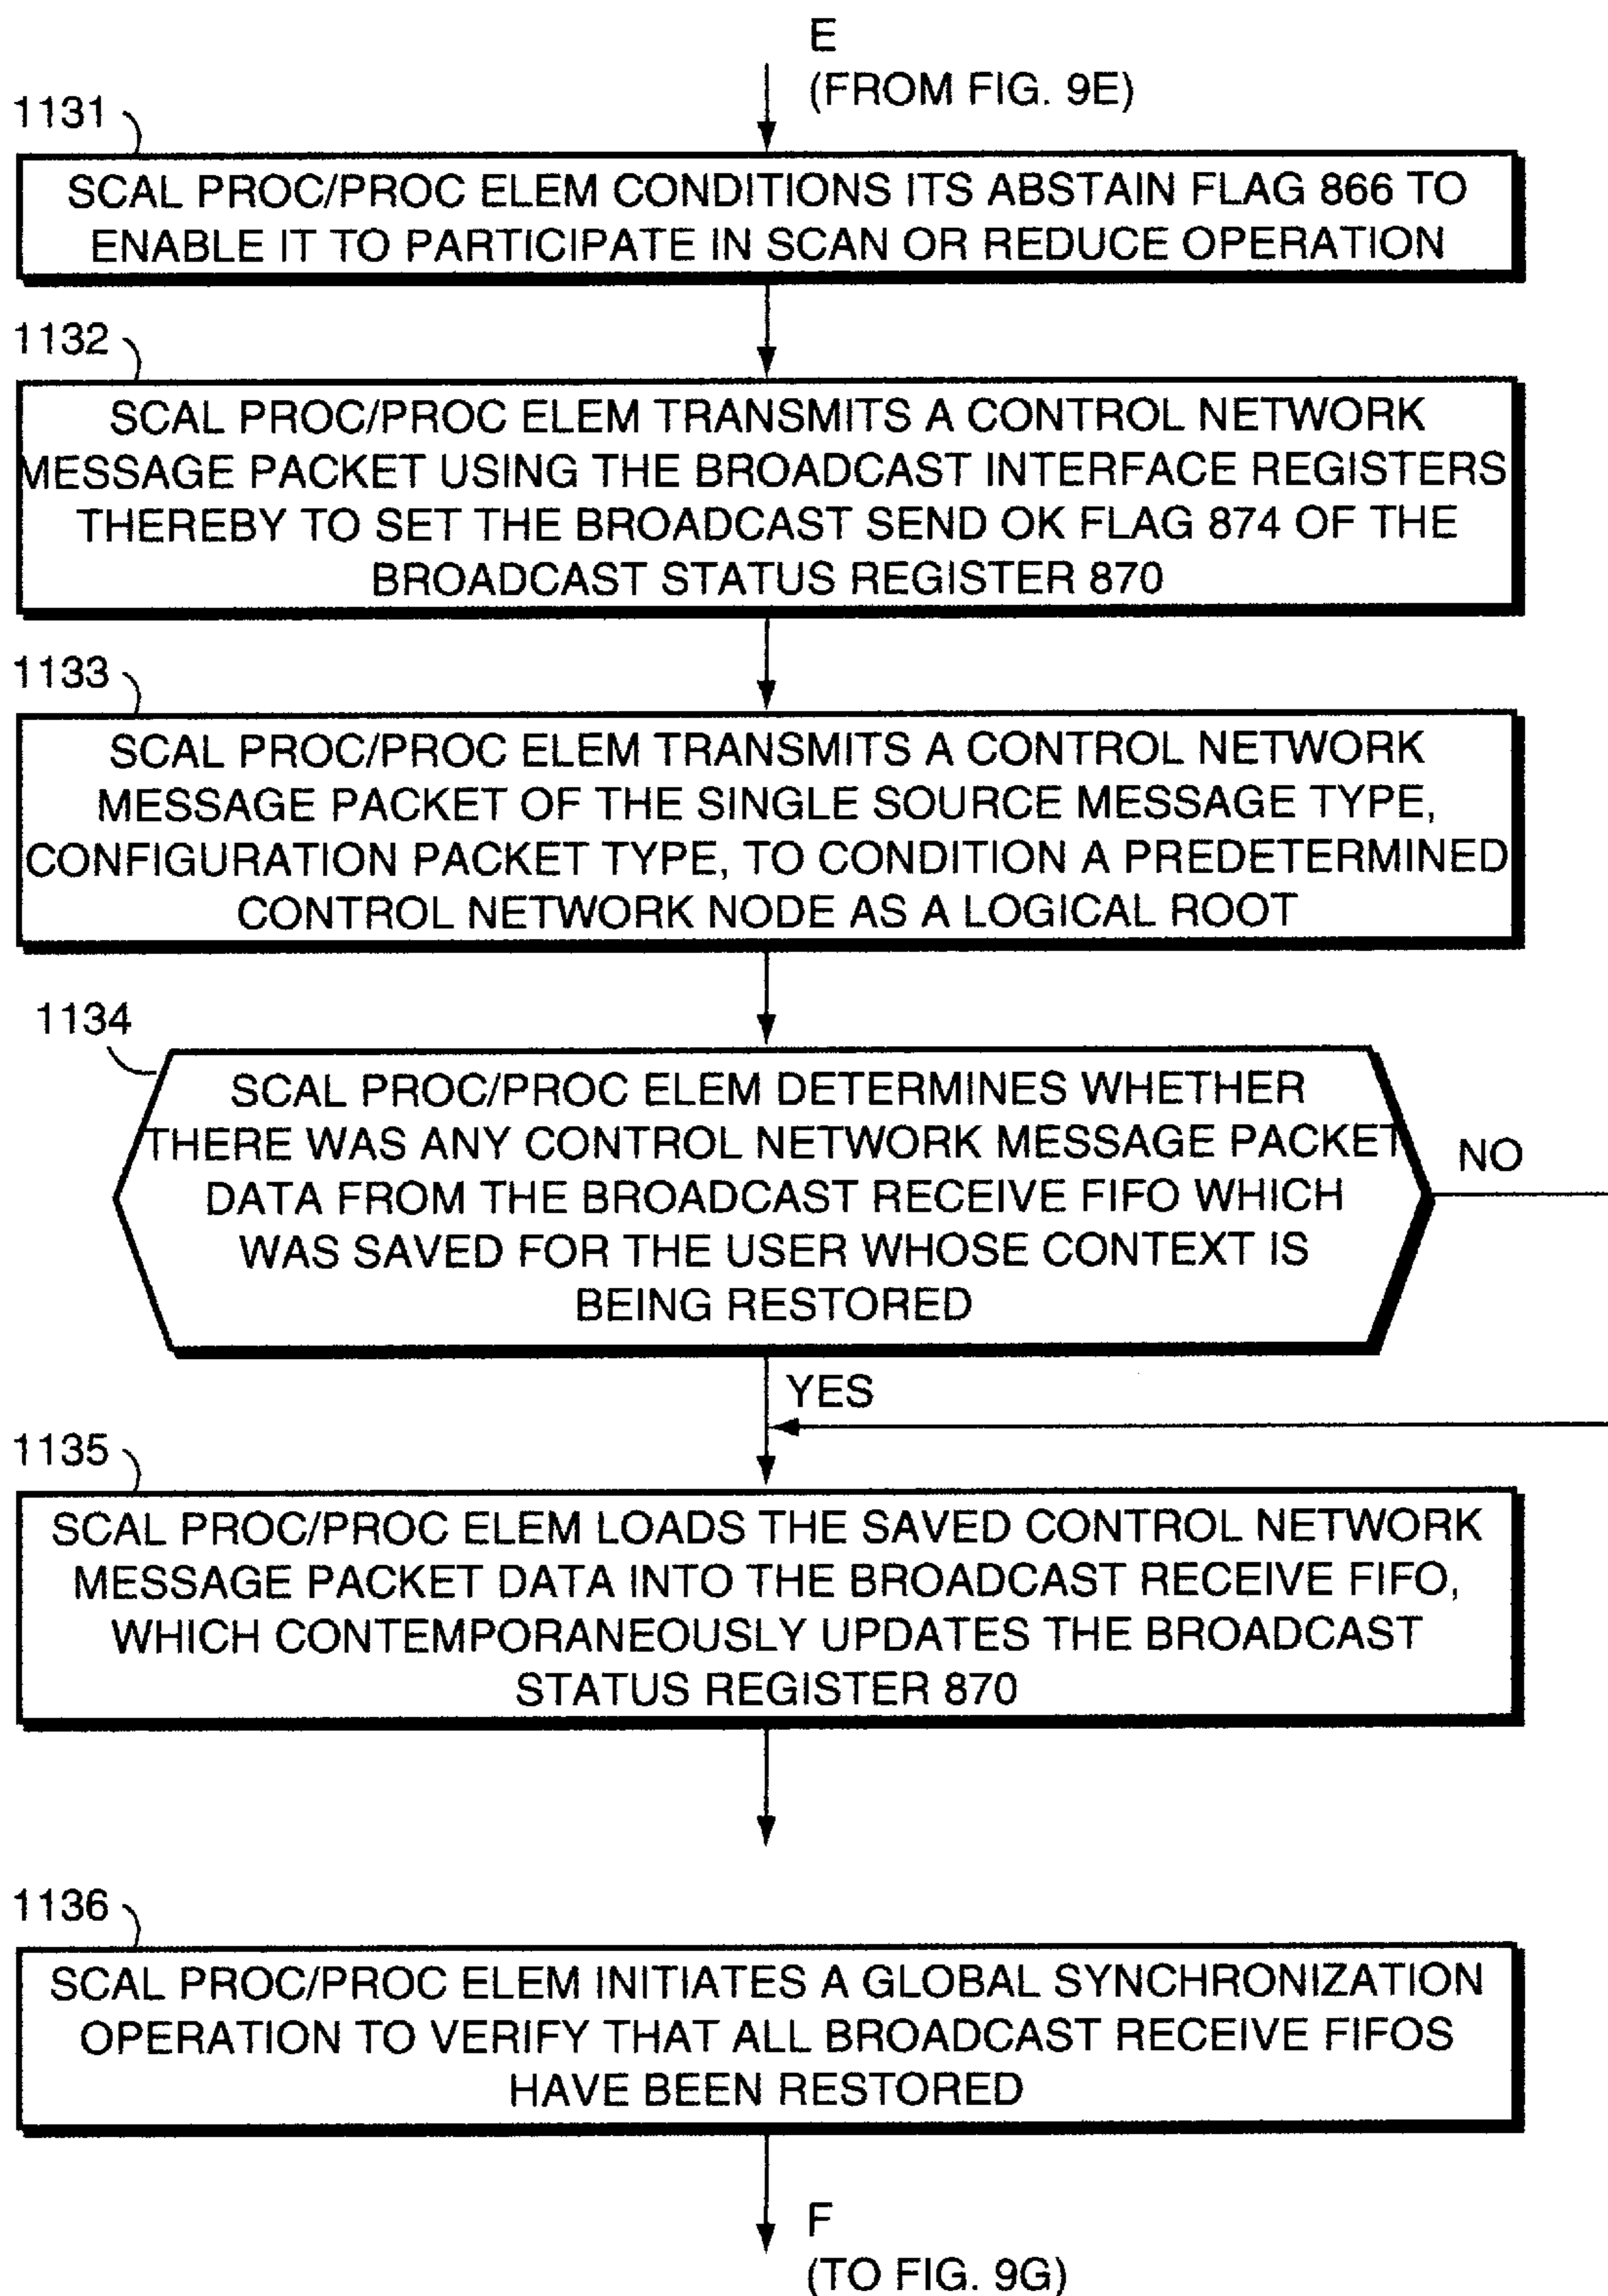 E
(FROM FIG. 9E)
1131
SCAL PROC/PROC ELEM CONDITIONS ITS ABSTAIN FLAG 866 TO
ENABLE IT TO PARTICIPATE IN SCAN OR REDUCE OPERATION
1132
SCAL PROC/PROC ELEM TRANSMITS A CONTROL NETWORK
MESSAGE PACKET USING THE BROADCAST INTERFACE REGISTERS
THEREBY TO SET THE BROADCAST SEND OK FLAG 874 OF THE
BROADCAST STATUS REGISTER 870
1133
SCAL PROC/PROC ELEM TRANSMITS A CONTROL NETWORK
MESSAGE PACKET OF THE SINGLE SOURCE MESSAGE TYPE,
CONFIGURATION PACKET TYPE, TO CONDITION A PREDETERMINED
CONTROL NETWORK NODE AS A LOGICAL ROOT
1134
SCAL PROC/PROC ELEM DETERMINES WHETHER
THERE WAS ANY CONTROL NETWORK MESSAGE PACKET
DATA FROM THE BROADCAST RECEIVE FIFO WHICH
WAS SAVED FOR THE USER WHOSE CONTEXT IS
BEING RESTORED
NO
YES
1135
SCAL PROC/PROC ELEM LOADS THE SAVED CONTROL NETWORK
MESSAGE PACKET DATA INTO THE BROADCAST RECEIVE FIFO,
WHICH CONTEMPORANEOUSLY UPDATES THE BROADCAST
STATUS REGISTER 870
1136
SCAL PROC/PROC ELEM INITIATES A GLOBAL SYNCHRONIZATION
OPERATION TO VERIFY THAT ALL BROADCAST RECEIVE FIFOS
HAVE BEEN RESTORED
F
(TO FIG. 9G)